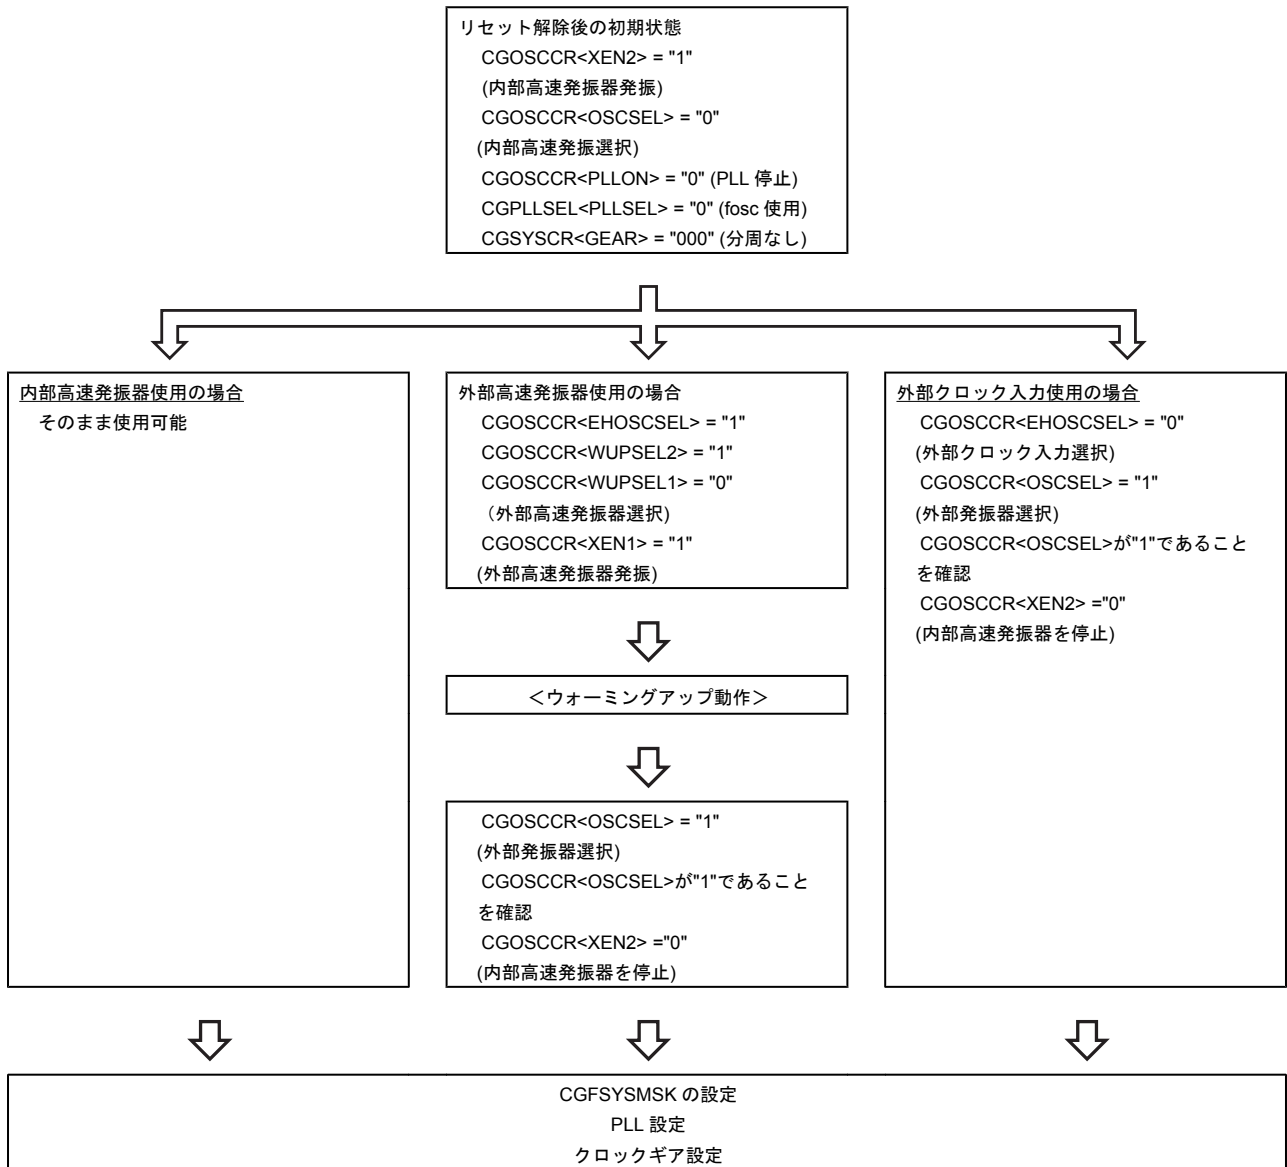 リセット解除後の初期状態
CGOSCCR<XEN2> = "1"
(内部高速発振器発振)
CGOSCCR<OSCSEL> = "0"
(内部高速発振選択)
CGOSCCR<PLLON> = "0" (PLL 停止)
CGPLLSEL<PLLSEL> = "0" (fosc 使用)
CGSYSCR<GEAR> = "000" (分周なし)
内部高速発振器使用の場合
そのまま使用可能
外部高速発振器使用の場合
CGOSCCR<EHOSCSEL> = "1"
CGOSCCR<WUPSEL2> = "1"
CGOSCCR<WUPSEL1> = "0"
（外部高速発振器選択)
CGOSCCR<XEN1> = "1"
(外部高速発振器発振)
＜ウォーミングアップ動作＞
CGOSCCR<OSCSEL> = "1"
(外部発振器選択)
CGOSCCR<OSCSEL>が"1"であること
を確認
CGOSCCR<XEN2> ="0"
(内部高速発振器を停止)
外部クロック入力使用の場合
CGOSCCR<EHOSCSEL> = "0"
(外部クロック入力選択)
CGOSCCR<OSCSEL> = "1"
(外部発振器選択)
CGOSCCR<OSCSEL>が"1"であること
を確認
CGOSCCR<XEN2> ="0"
(内部高速発振器を停止)
CGFSYSMSK の設定
PLL 設定
クロックギア設定